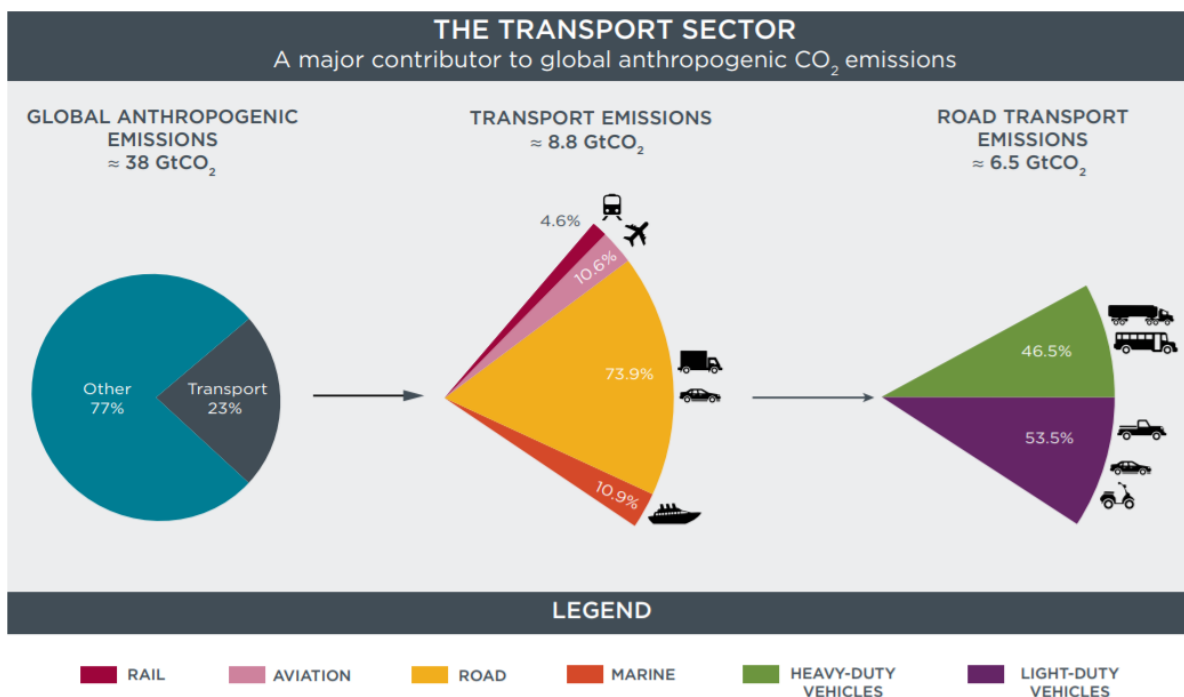 THE TRANSPORT SECTOR
A major contributor to global anthropogenic CO₂ emissions
GLOBAL ANTHROPOGENIC
EMISSIONS
≈ 38 GtCO₂
Other
77%
Transport
23%
TRANSPORT EMISSIONS
≈ 8.8 GtCO₂
4.6%
10.6%
73.9%
10.9%
ROAD TRANSPORT
EMISSIONS
≈ 6.5 GtCO₂
46.5%
53.5%
LEGEND
RAIL
AVIATION
ROAD
MARINE
HEAVY-DUTY
VEHICLES
LIGHT-DUTY
VEHICLES